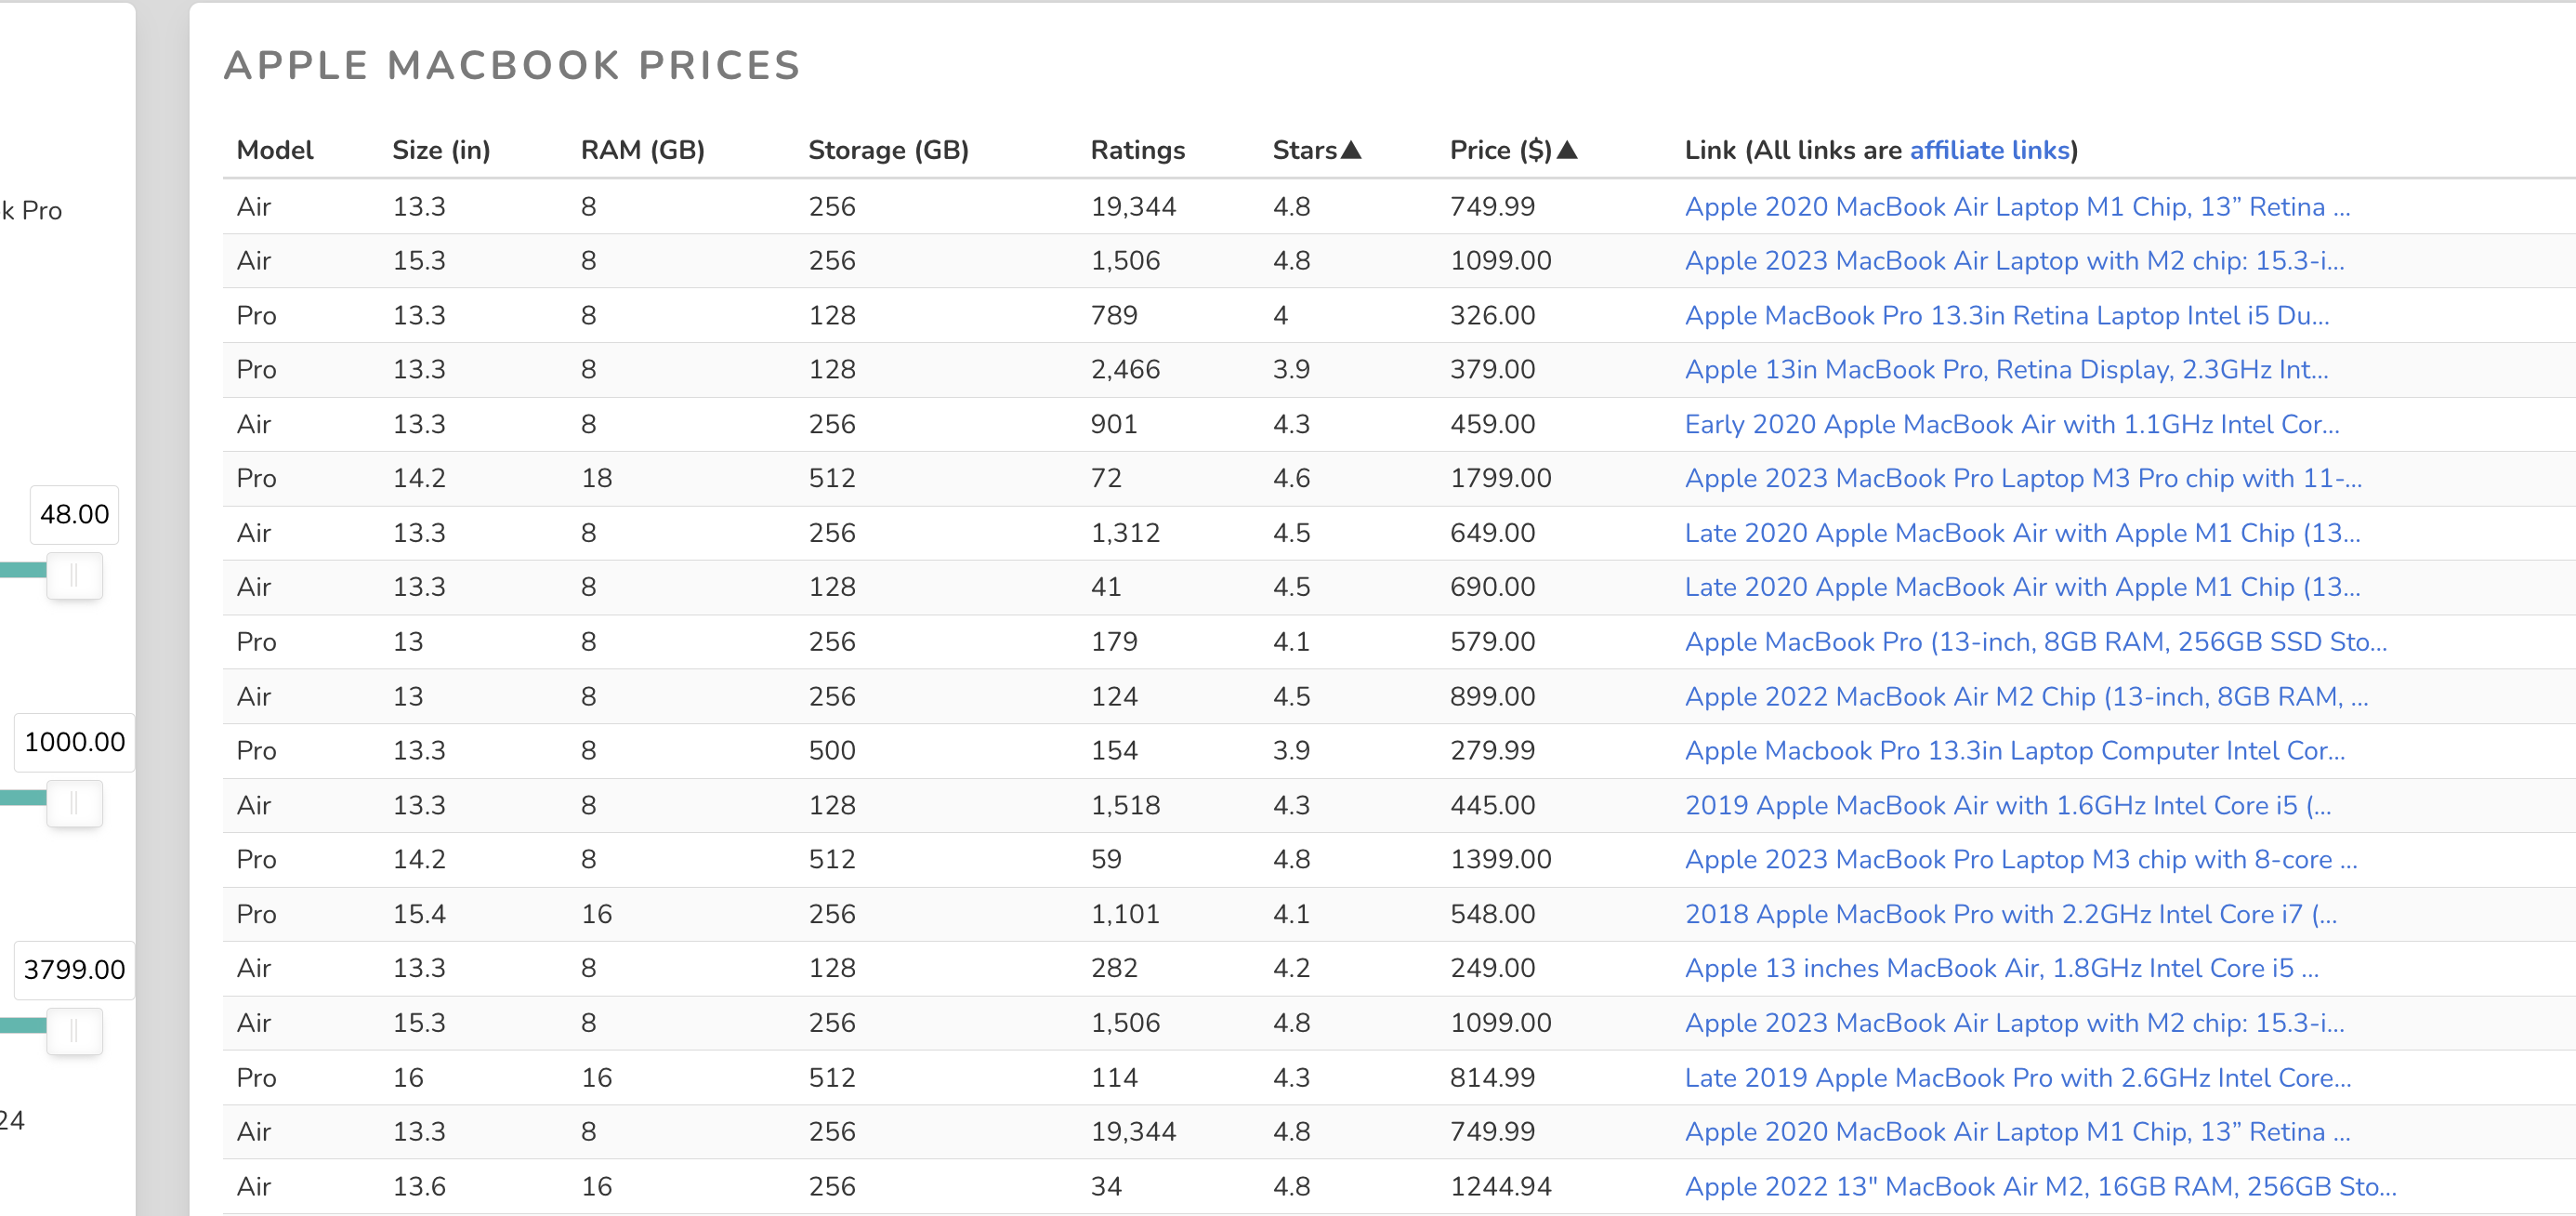 APPLE MACBOOK PRICES
Model Size (in) RAM (GB) Storage (GB) Ratings Stars▲ Price ($)▲ Link (All links are affiliate links)
Air 13.3 8 256 19,344 4.8 749.99 Apple 2020 MacBook Air Laptop M1 Chip, 13” Retina ...
Air 15.3 8 256 1,506 4.8 1099.00 Apple 2023 MacBook Air Laptop with M2 chip: 15.3-i...
Pro 13.3 8 128 789 4 326.00 Apple MacBook Pro 13.3in Retina Laptop Intel i5 Du...
Pro 13.3 8 128 2,466 3.9 379.00 Apple 13in MacBook Pro, Retina Display, 2.3GHz Int...
Air 13.3 8 256 901 4.3 459.00 Early 2020 Apple MacBook Air with 1.1GHz Intel Cor...
Pro 14.2 18 512 72 4.6 1799.00 Apple 2023 MacBook Pro Laptop M3 Pro chip with 11-...
Air 13.3 8 256 1,312 4.5 649.00 Late 2020 Apple MacBook Air with Apple M1 Chip (13...
Air 13.3 8 128 41 4.5 690.00 Late 2020 Apple MacBook Air with Apple M1 Chip (13...
Pro 13 8 256 179 4.1 579.00 Apple MacBook Pro (13-inch, 8GB RAM, 256GB SSD Sto...
Air 13 8 256 124 4.5 899.00 Apple 2022 MacBook Air M2 Chip (13-inch, 8GB RAM, ...
Pro 13.3 8 500 154 3.9 279.99 Apple Macbook Pro 13.3in Laptop Computer Intel Cor...
Air 13.3 8 128 1,518 4.3 445.00 2019 Apple MacBook Air with 1.6GHz Intel Core i5 (...
Pro 14.2 8 512 59 4.8 1399.00 Apple 2023 MacBook Pro Laptop M3 chip with 8-core ...
Pro 15.4 16 256 1,101 4.1 548.00 2018 Apple MacBook Pro with 2.2GHz Intel Core i7 (...
Air 13.3 8 128 282 4.2 249.00 Apple 13 inches MacBook Air, 1.8GHz Intel Core i5 ...
Air 15.3 8 256 1,506 4.8 1099.00 Apple 2023 MacBook Air Laptop with M2 chip: 15.3-i...
Pro 16 16 512 114 4.3 814.99 Late 2019 Apple MacBook Pro with 2.6GHz Intel Core...
Air 13.3 8 256 19,344 4.8 749.99 Apple 2020 MacBook Air Laptop M1 Chip, 13” Retina ...
Air 13.6 16 256 34 4.8 1244.94 Apple 2022 13" MacBook Air M2, 16GB RAM, 256GB Sto...
k Pro
48.00
1000.00
3799.00
24